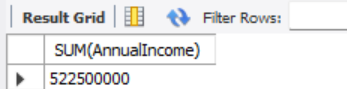 Result Grid Filter Rows:
SUM(AnnualIncome)
522500000